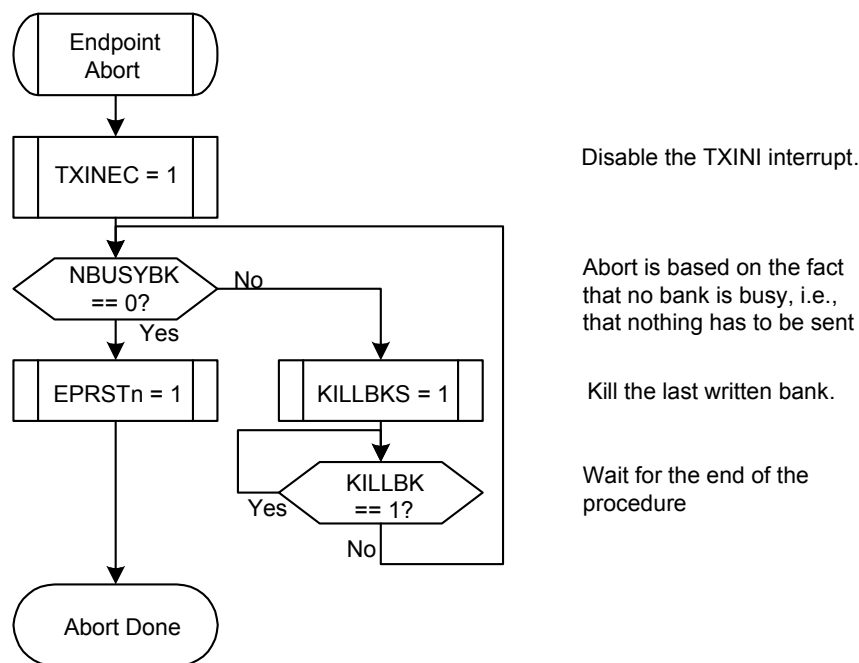 Endpoint
Abort
TXINEC = 1
Disable the TXINI interrupt.
NBUSYBK
== 0?
No
Yes
Abort is based on the fact
that no bank is busy, i.e.,
that nothing has to be sent
EPRSTn = 1
KILLBKS = 1
Kill the last written bank.
KILLBK
== 1?
Yes
No
Wait for the end of the
procedure
Abort Done